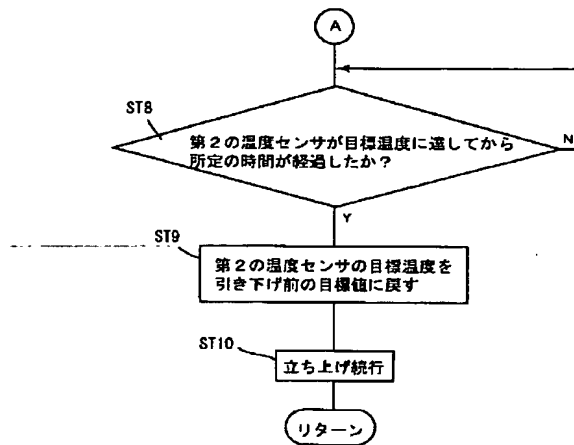 A
ST8
第2の温度センサが目標温度に達してから
所定の時間が経過したか?
N
Y
ST9
第2の温度センサの目標温度を
引き下げ前の目標値に戻す
ST10
立ち上げ続行
リターン